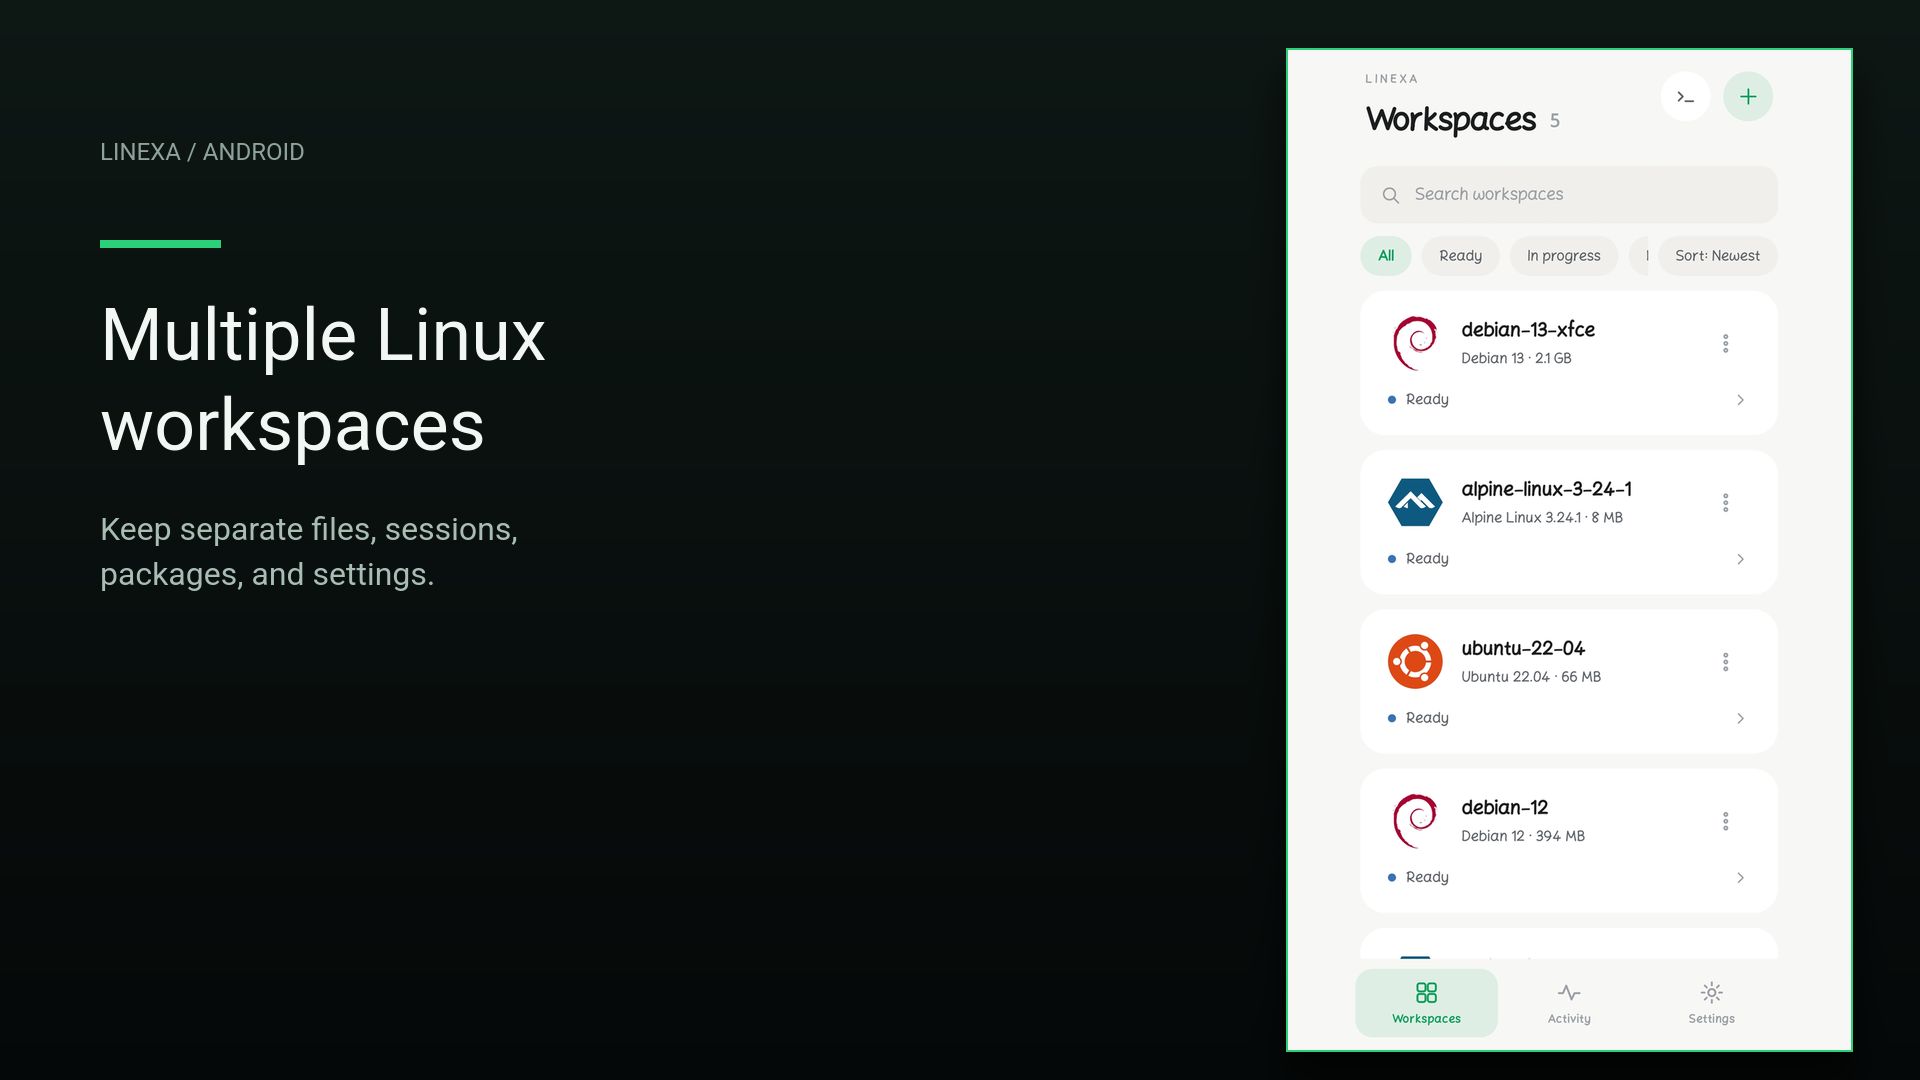 LINEXA / ANDROID
Multiple Linux
workspaces
Keep separate files, sessions,
packages, and settings.
LINEXA
Workspaces 5
Search workspaces
All
Ready
In progress
Sort: Newest
debian-13-xfce
Debian 13 · 2.1 GB
Ready
alpine-linux-3-24-1
Alpine Linux 3.24.1 · 8 MB
Ready
ubuntu-22-04
Ubuntu 22.04 · 66 MB
Ready
debian-12
Debian 12 · 394 MB
Ready
Workspaces
Activity
Settings